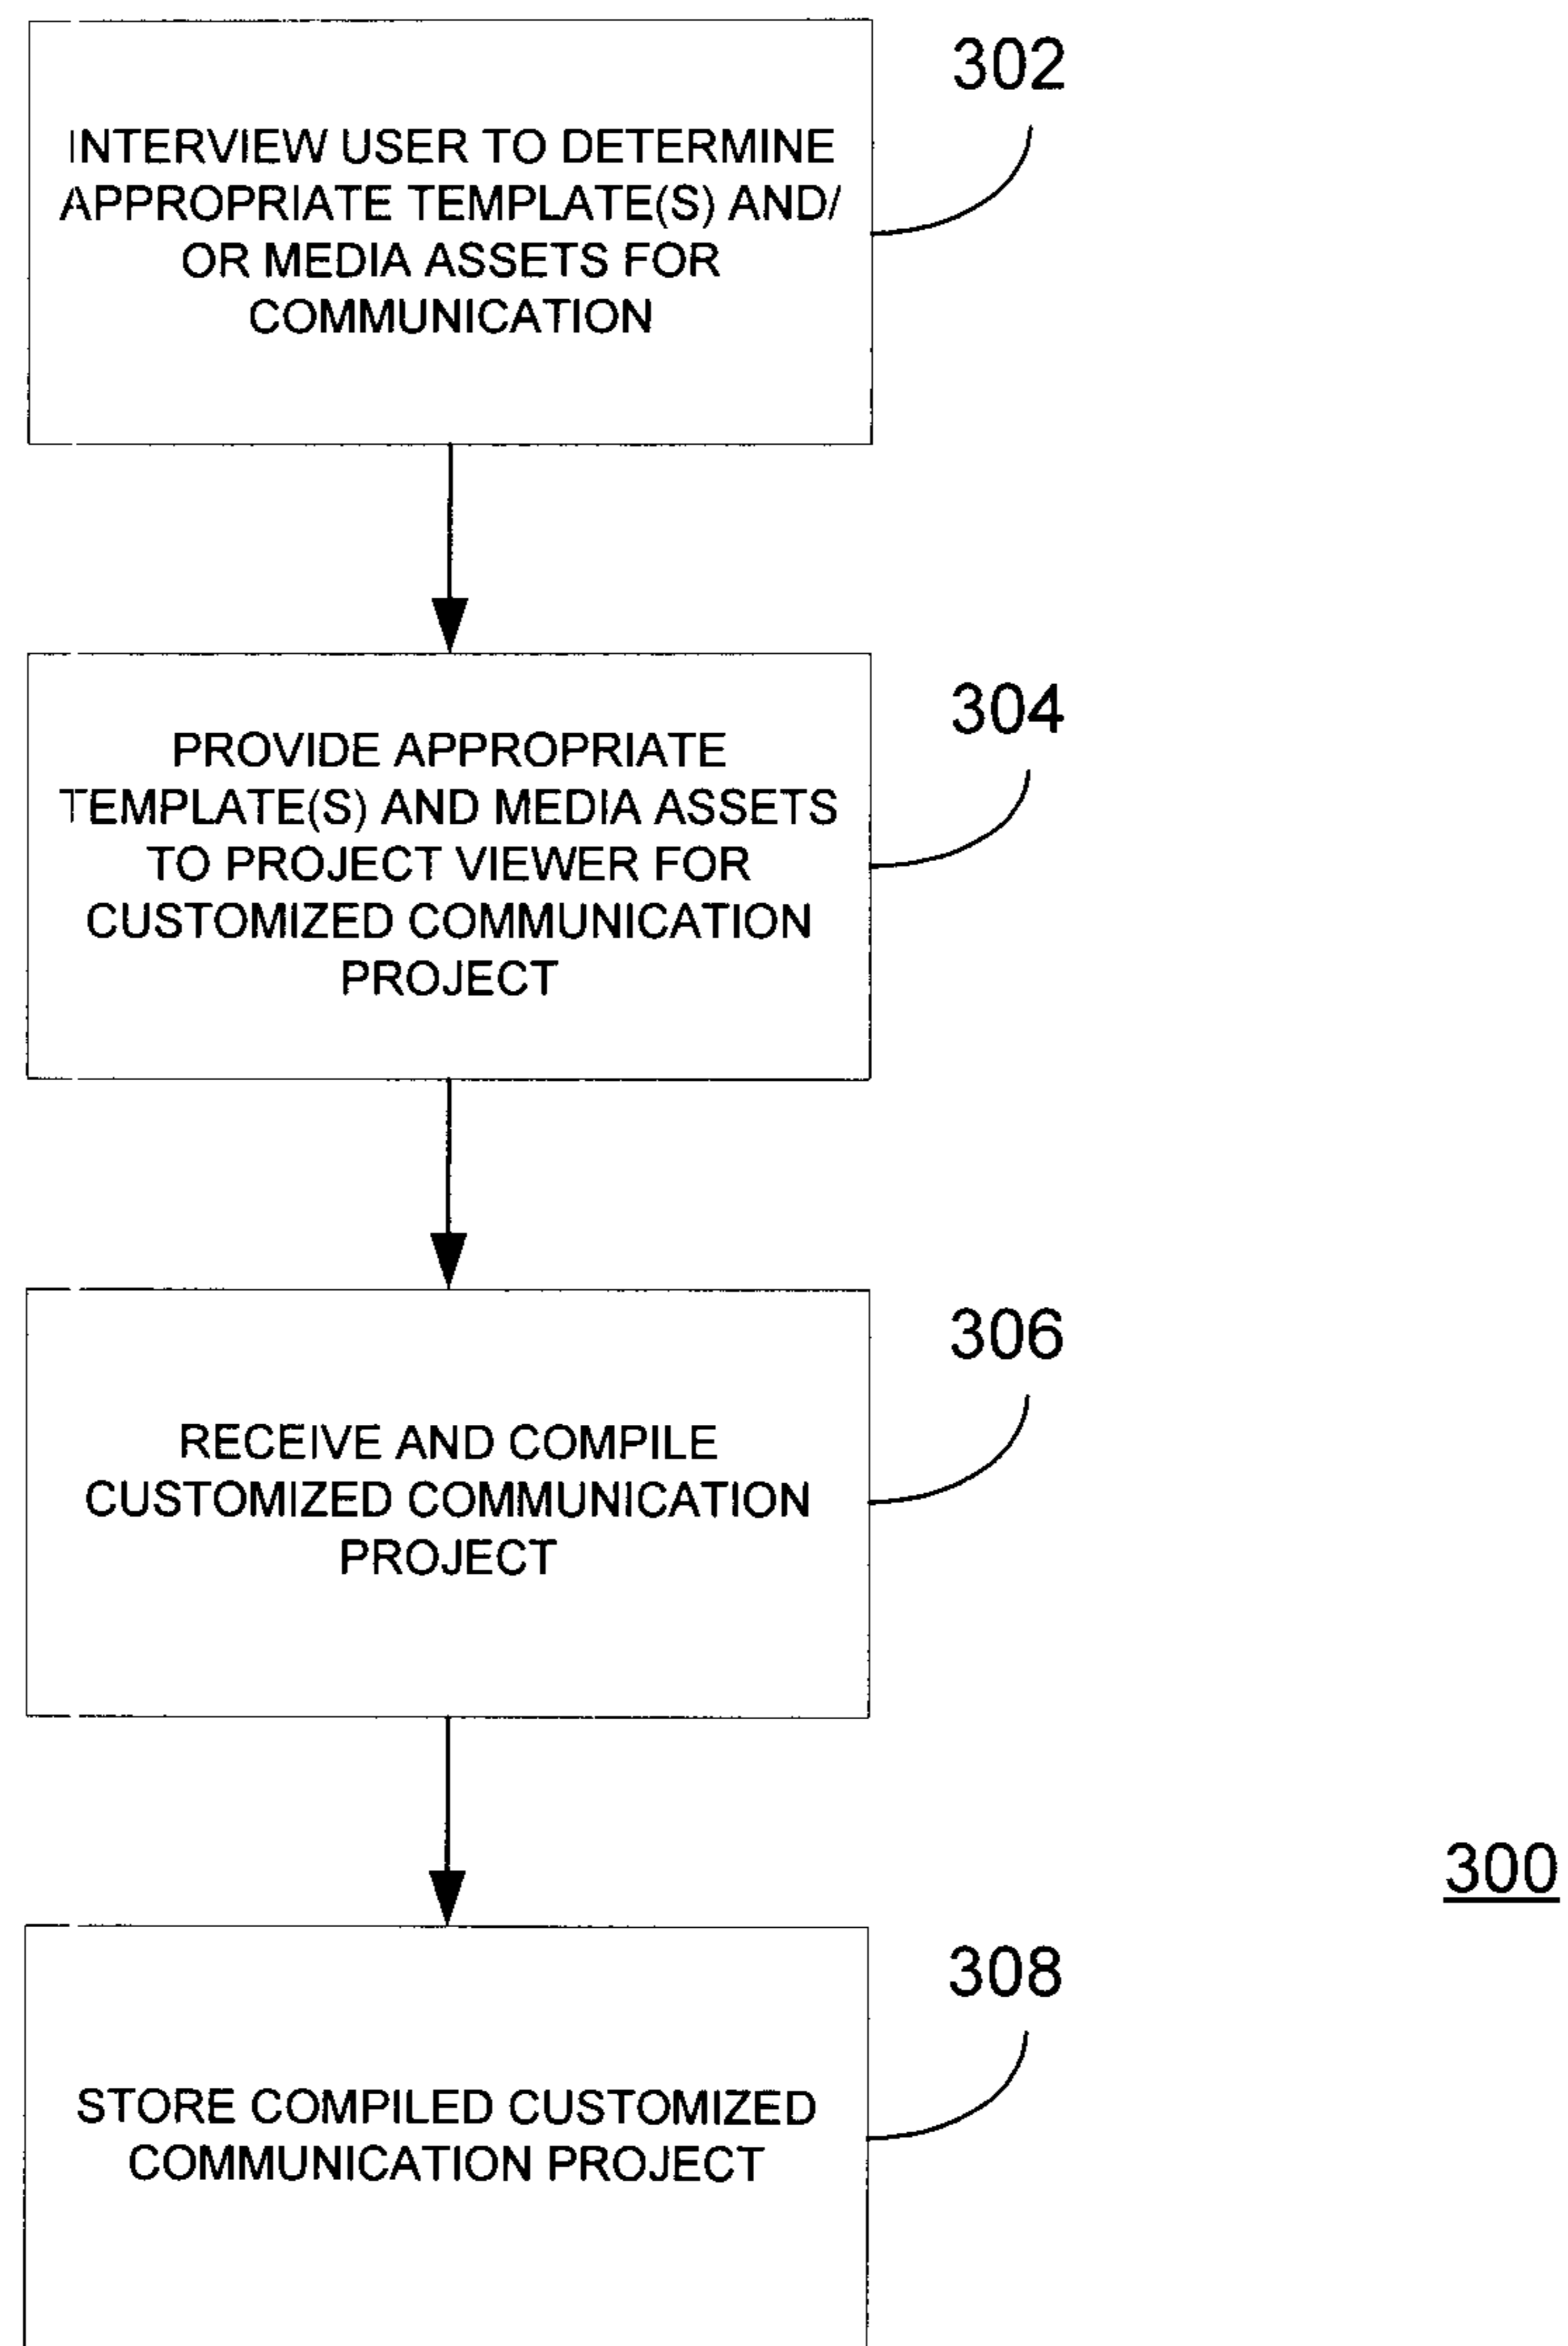 302
INTERVIEW USER TO DETERMINE
APPROPRIATE TEMPLATE(S) AND/
OR MEDIA ASSETS FOR
COMMUNICATION
304
PROVIDE APPROPRIATE
TEMPLATE(S) AND MEDIA ASSETS
TO PROJECT VIEWER FOR
CUSTOMIZED COMMUNICATION
PROJECT
306
RECEIVE AND COMPILE
CUSTOMIZED COMMUNICATION
PROJECT
300
308
STORE COMPILED CUSTOMIZED
COMMUNICATION PROJECT